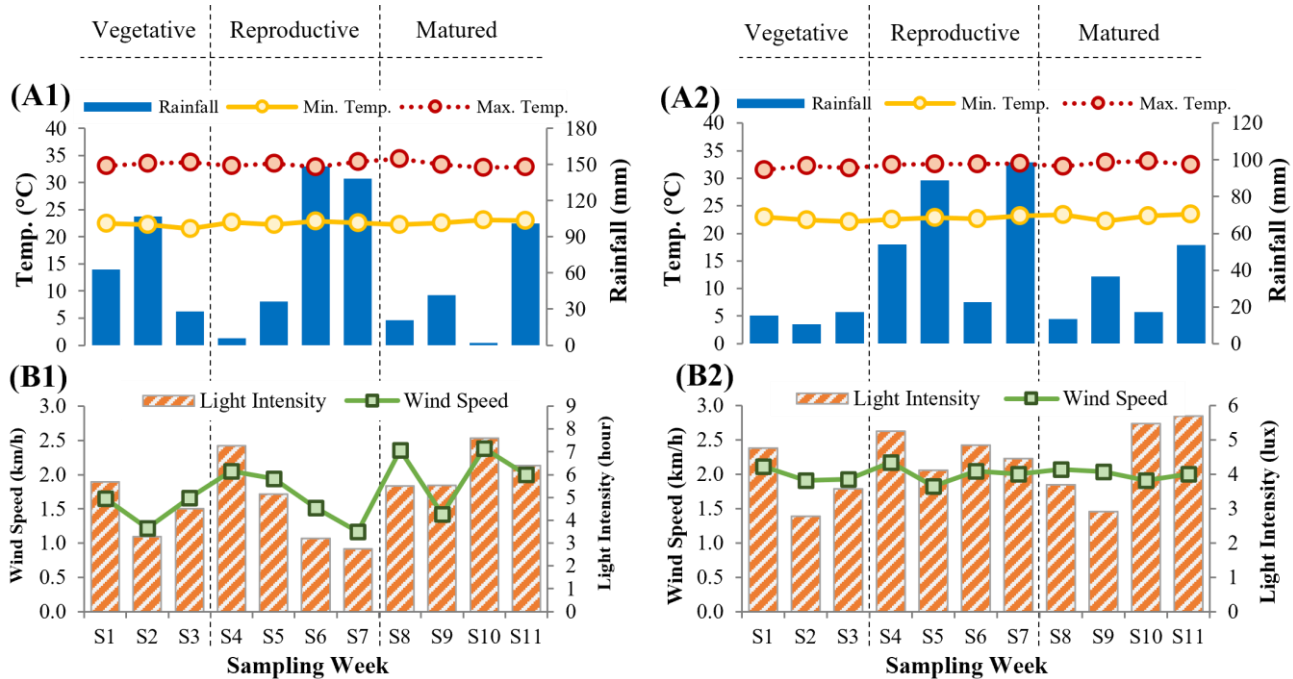 Vegetative Reproductive Matured
Vegetative Reproductive Matured
(A1)
Rainfall Min. Temp. Max. Temp.
Temp. (°C)
40
35
30
25
20
15
10
5
0
180
150
120
90
60
30
0
Rainfall (mm)
(A2)
Rainfall Min. Temp. Max. Temp.
Temp. (°C)
40
35
30
25
20
15
10
5
0
120
100
80
60
40
20
0
Rainfall (mm)
(B1)
Light Intensity Wind Speed
Wind Speed (km/h)
3.0
2.5
2.0
1.5
1.0
0.5
0.0
9
8
7
6
5
4
3
2
1
0
Light Intensity (hour)
S1 S2 S3 S4 S5 S6 S7 S8 S9 S10 S11
Sampling Week
(B2)
Light Intensity Wind Speed
Wind Speed (km/h)
3.0
2.5
2.0
1.5
1.0
0.5
0.0
6
5
4
3
2
1
0
Light Intensity (lux)
S1 S2 S3 S4 S5 S6 S7 S8 S9 S10 S11
Sampling Week